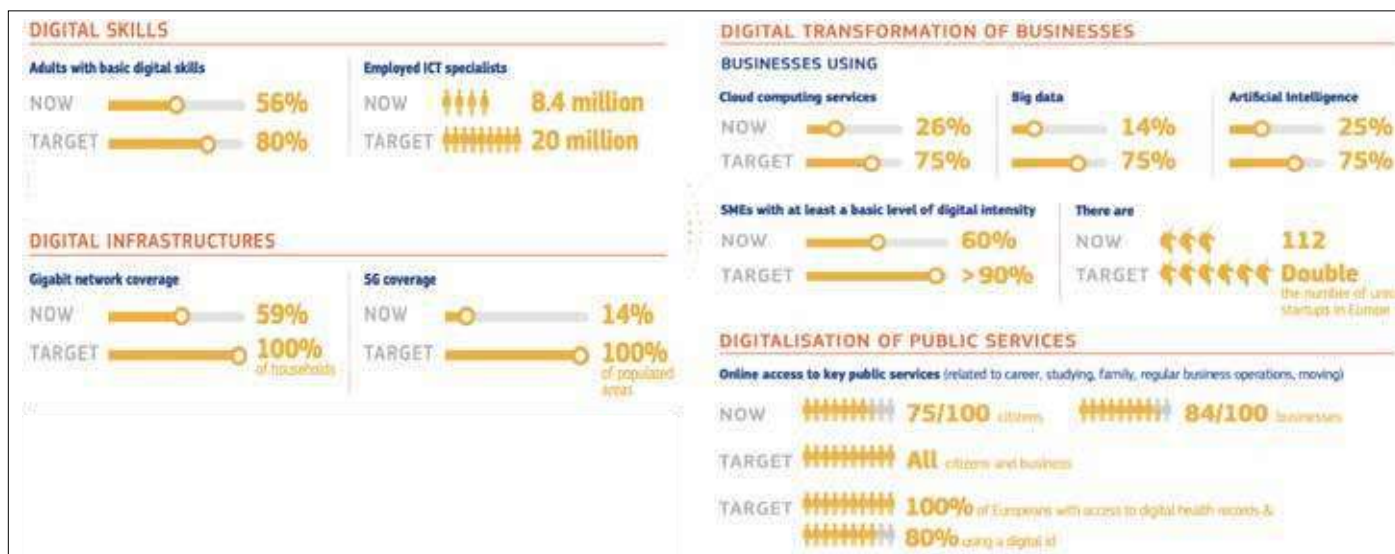 DIGITAL SKILLS
Adults with basic digital skills
NOW 56%
TARGET 80%
Employed ICT specialists
NOW 8.4 million
TARGET 20 million
DIGITAL INFRASTRUCTURES
Gigabit network coverage
NOW 59%
TARGET 100%
of households
5G coverage
NOW 14%
TARGET 100%
of populated
areas
DIGITAL TRANSFORMATION OF BUSINESSES
BUSINESSES USING
Cloud computing services
NOW 26%
TARGET 75%
Big data
NOW 14%
TARGET 75%
Artificial Intelligence
NOW 25%
TARGET 75%
SMEs with at least a basic level of digital intensity
NOW 60%
TARGET >90%
There are
NOW 112
TARGET Double
the number of
startups in Europe
DIGITALISATION OF PUBLIC SERVICES
Online access to key public services (related to career, studying, family, regular business operations, moving)
NOW 75/100 citizens 84/100 businesses
TARGET All citizens and business
TARGET 100% of Europeans with access to digital health records &
80% using a digital id